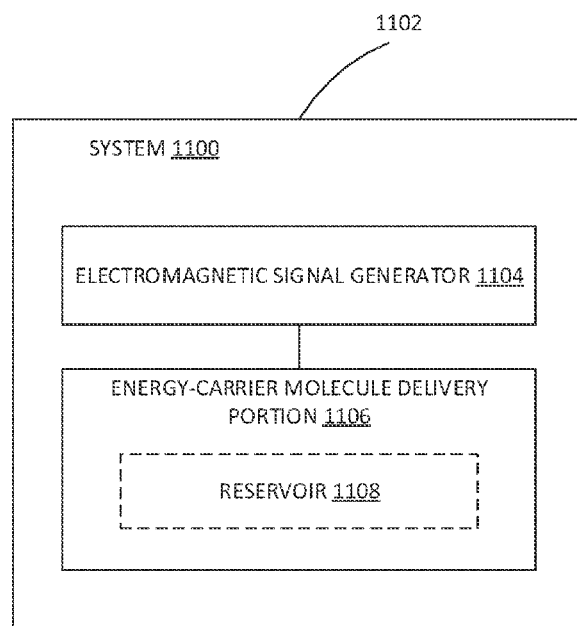 1102
SYSTEM 1100
ELECTROMAGNETIC SIGNAL GENERATOR 1104
ENERGY-CARRIER MOLECULE DELIVERY
PORTION 1106
RESERVOIR 1108